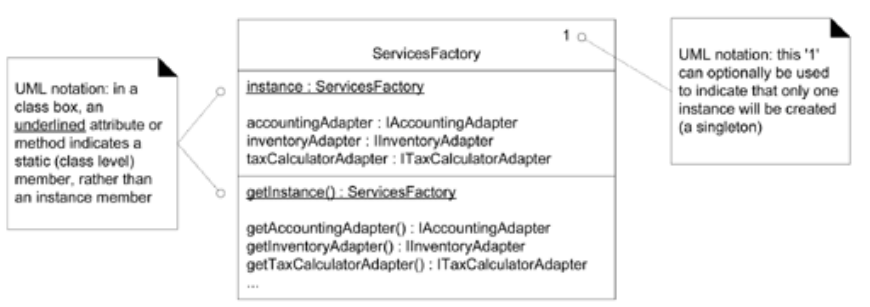 UML notation: in a
class box, an
underlined attribute or
method indicates a
static (class level)
member, rather than
an instance member
1
ServicesFactory
instance : ServicesFactory
accountingAdapter : IAccountingAdapter
inventoryAdapter : IInventoryAdapter
taxCalculatorAdapter : ITaxCalculatorAdapter
getInstance() : ServicesFactory
getAccountingAdapter() : IAccountingAdapter
getInventoryAdapter() : IInventoryAdapter
getTaxCalculatorAdapter() : ITaxCalculatorAdapter
...
UML notation: this '1'
can optionally be used
to indicate that only one
instance will be created
(a singleton)